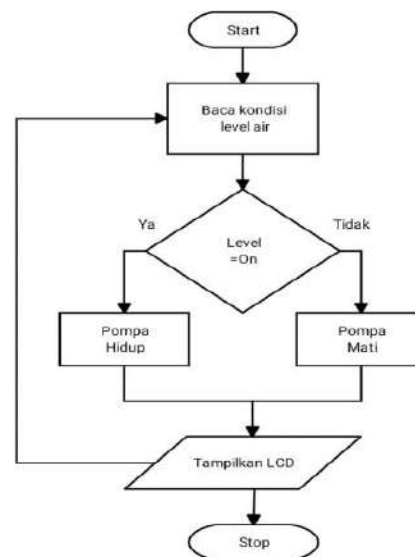 Start
Baca kondisi
level air
Ya
Tidak
Level
=On
Pompa
Hidup
Pompa
Mati
Tampilkan LCD
Stop